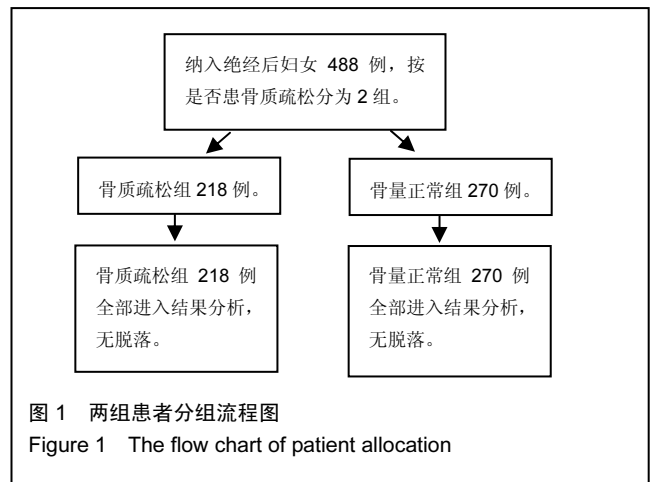 纳入绝经后妇女 488 例，按
是否患骨质疏松分为 2 组。
骨质疏松组 218 例。
骨量正常组 270 例。
骨质疏松组 218 例
全部进入结果分析，
无脱落。
骨量正常组 270 例
全部进入结果分析，
无脱落。
图 1 两组患者分组流程图
Figure 1 The flow chart of patient allocation